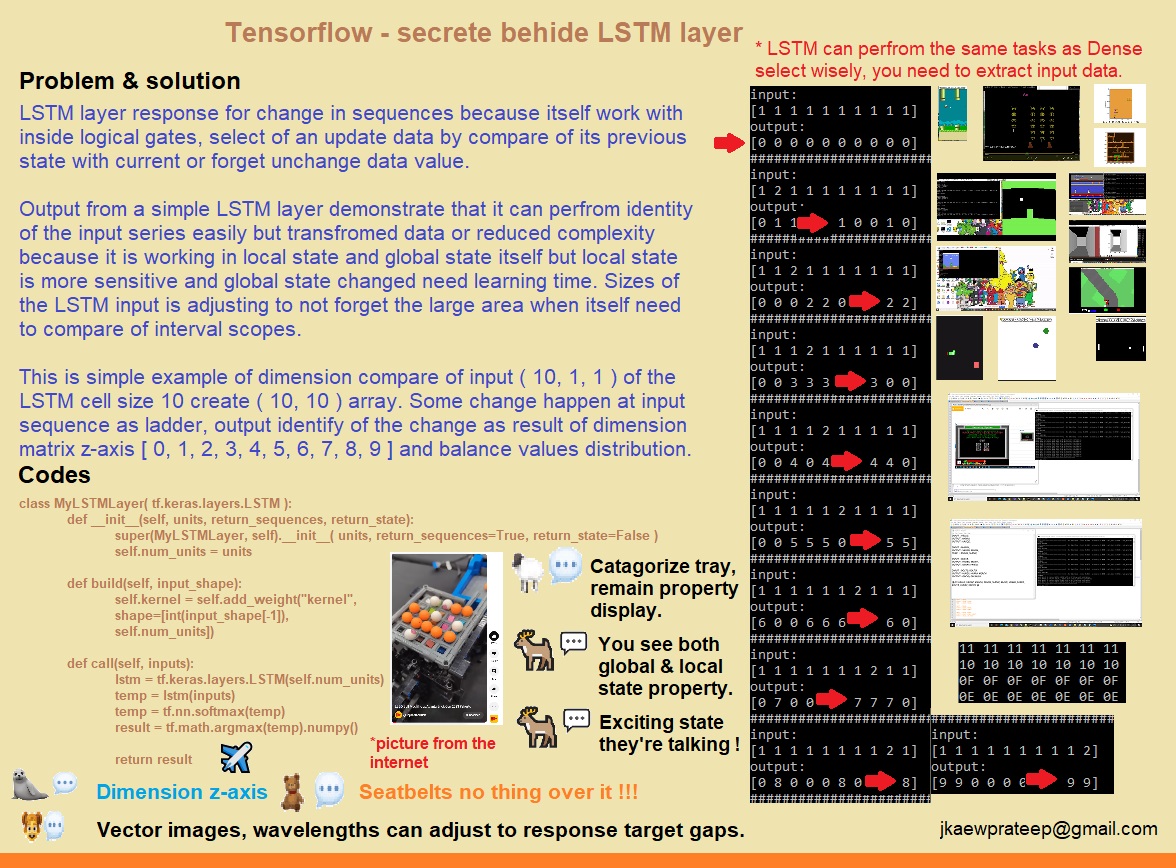 Tensorflow - secrete behide LSTM layer
* LSTM can perfrom the same tasks as Dense
select wisely, you need to extract input data.
Problem & solution
LSTM layer response for change in sequences because itself work with
inside logical gates, select of an update data by compare of its previous
state with current or forget unchange data value.
Output from a simple LSTM layer demonstrate that it can perfrom identity
of the input series easily but transfromed data or reduced complexity
because it is working in local state and global state itself but local state
is more sensitive and global state changed need learning time. Sizes of
the LSTM input is adjusting to not forget the large area when itself need
to compare of interval scopes.
This is simple example of dimension compare of input ( 10, 1, 1 ) of the
LSTM cell size 10 create ( 10, 10 ) array. Some change happen at input
sequence as ladder, output identify of the change as result of dimension
matrix z-axis [ 0, 1, 2, 3, 4, 5, 6, 7, 8, 9 ] and balance values distribution.
Codes
class MyLSTMLayer( tf.keras.layers.LSTM ):
def __init__(self, units, return_sequences, return_state):
super(MyLSTMLayer, self).__init__( units, return_sequences=True, return_state=False )
self.num_units = units
def build(self, input_shape):
self.kernel = self.add_weight("kernel",
shape=[int(input_shape[-1]),
self.num_units])
def call(self, inputs):
lstm = tf.keras.layers.LSTM(self.num_units)
temp = lstm(inputs)
temp = tf.nn.softmax(temp)
result = tf.math.argmax(temp).numpy()
return result
*picture from the
internet
Catagorize tray,
remain property
display.
You see both
global & local
state property.
Exciting state
they're talking !
Dimension z-axis
Seatbelts no thing over it !!!
Vector images, wavelengths can adjust to response target gaps.
input:
[1 1 1 1 1 1 1 1 1 1]
output:
[0 0 0 0 0 0 0 0 0 0]
######################
input:
[1 2 1 1 1 1 1 1 1 1]
output:
[0 1 1 1 0 0 1 0]
######################
input:
[1 1 2 1 1 1 1 1 1 1]
output:
[0 0 0 2 2 0 2 2]
######################
input:
[1 1 1 2 1 1 1 1 1 1]
output:
[0 0 3 3 3 3 0 0]
######################
input:
[1 1 1 1 2 1 1 1 1 1]
output:
[0 0 4 0 4 4 4 0]
######################
input:
[1 1 1 1 1 2 1 1 1 1]
output:
[0 0 5 5 5 0 5 5]
######################
input:
[1 1 1 1 1 1 2 1 1 1]
output:
[6 0 0 6 6 6 6 0]
######################
input:
[1 1 1 1 1 1 1 2 1 1]
output:
[0 7 0 0 7 7 7 0]
######################
input:
[1 1 1 1 1 1 1 1 2 1]
output:
[0 8 0 0 0 8 0 8]
######################
input:
[1 1 1 1 1 1 1 1 1 2]
output:
[9 9 0 0 0 0 9 9]
11 11 11 11 11 11 11
10 10 10 10 10 10 10
0F 0F 0F 0F 0F 0F 0F
0E 0E 0E 0E 0E 0E 0E
jkaewprateep@gmail.com